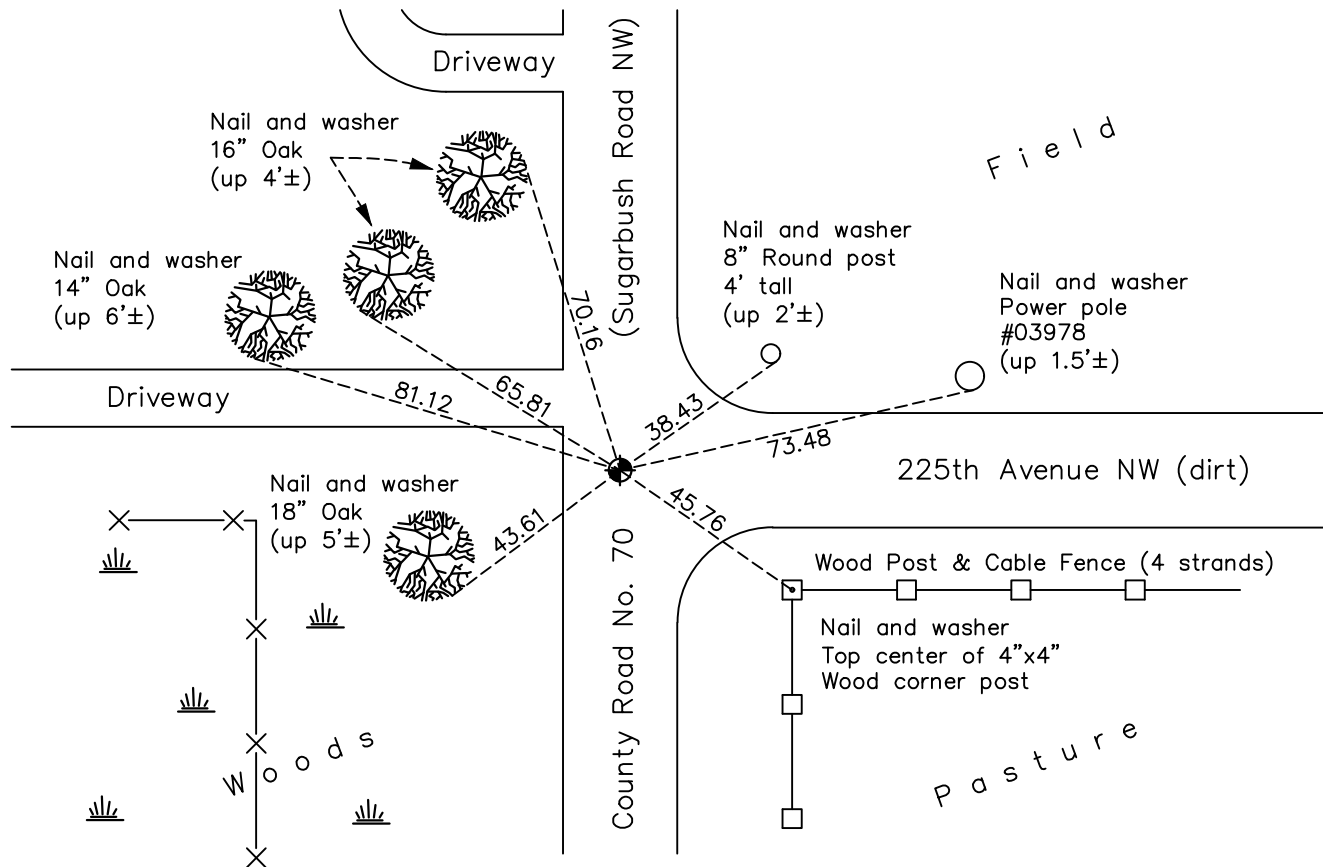 Driveway
(Sugarbush Road NW)
Nail and washer
16" Oak
(up 4'±)
Field
Nail and washer
14" Oak
(up 6'±)
Nail and washer
8" Round post
4' tall
(up 2'±)
Nail and washer
Power pole
#03978
(up 1.5'±)
70.16
65.81
81.12
38.43
73.48
Driveway
225th Avenue NW (dirt)
Nail and washer
18" Oak
(up 5'±)
43.61
45.76
County Road No. 70
Wood Post & Cable Fence (4 strands)
Nail and washer
Top center of 4"x4"
Wood corner post
Woods
Pasture